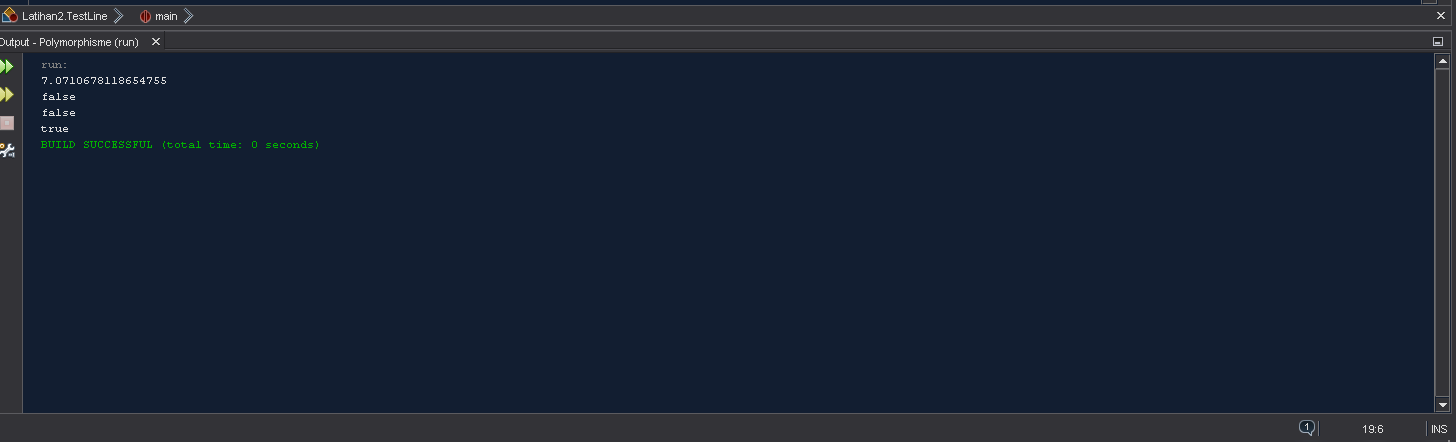 Latihan2.TestLine main
Output - Polymorphisme (run)
run:
7.0710678118654755
false
false
true
BUILD SUCCESSFUL (total time: 0 seconds)
1 19:6 INS